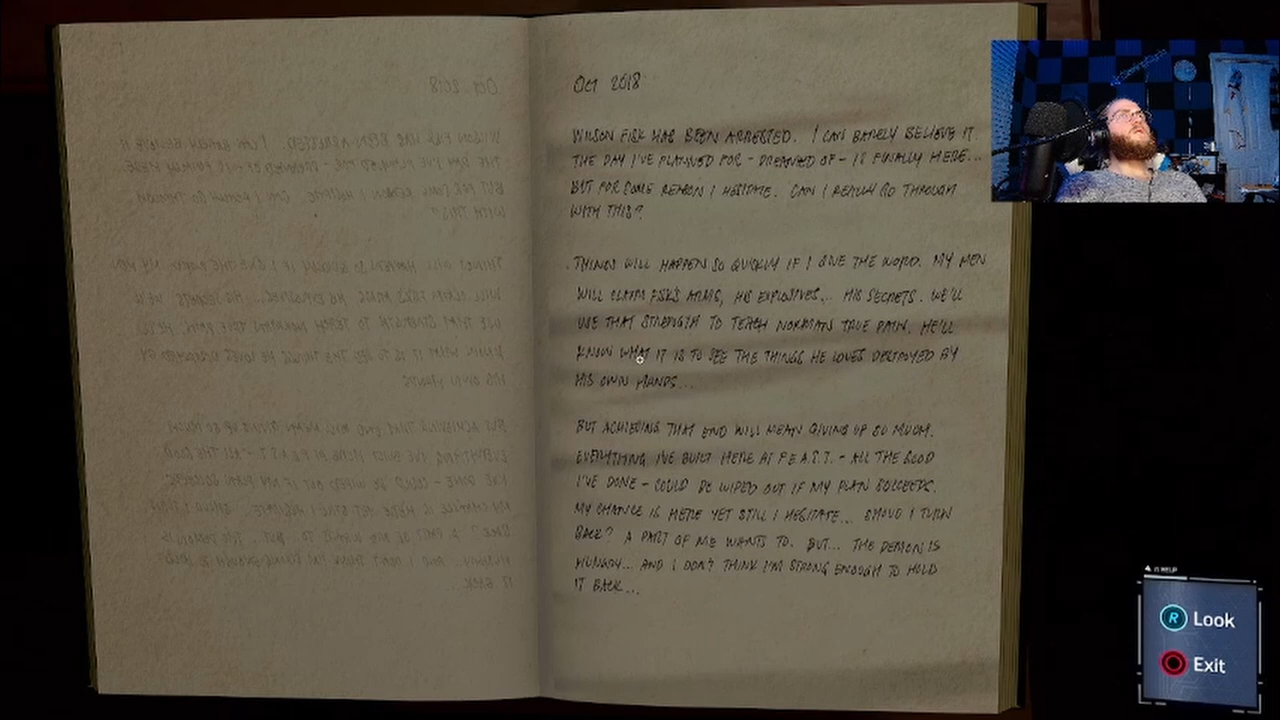 Oct 2018
WILSON FISK HAS BEEN ARRESTED. I CAN BARELY BELIEVE IT.
THE DAY I'VE PLANNED FOR - DREAMED OF - IS FINALLY HERE...
BUT FOR SOME REASON I HESITATE. CAN I REALLY GO THROUGH
WITH THIS?
THINGS WILL HAPPEN SO QUICKLY IF I GIVE THE WORD. MY MEN
WILL CLAIM FISK'S ARMS, HIS EXPLOSIVES... HIS SECRETS. WE'LL
USE THAT STRENGTH TO TEACH NORMAN TRUE PAIN. HE'LL
KNOW WHAT IT IS TO SEE THE THINGS HE LOVES DESTROYED BY
HIS OWN HANDS...
BUT ACHIEVING THAT END WILL MEAN GIVING UP SO MUCH.
EVERYTHING I'VE BUILT HERE AT F.E.A.S.T. - ALL THE GOOD
I'VE DONE - COULD BE WIPED OUT IF MY PLAN SUCCEEDS.
MY CHANCE IS HERE YET STILL I HESITATE... SHOULD I TURN
BACK? A PART OF ME WANTS TO. BUT... THE DEMON IS
HUNGRY... AND I DON'T THINK I'M STRONG ENOUGH TO HOLD
IT BACK...
R Look
Exit